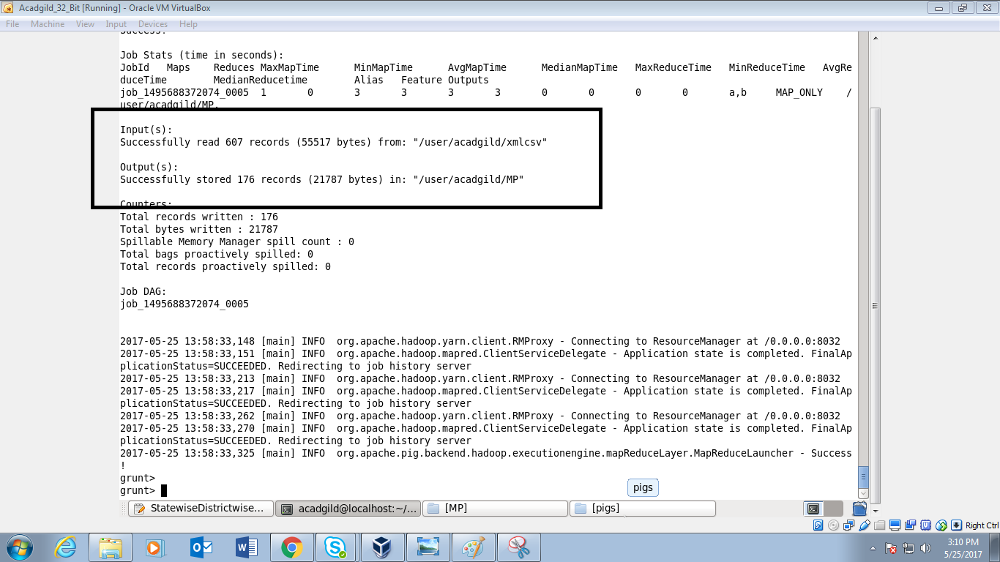 Acadgild_32_Bit [Running] - Oracle VM VirtualBox
File Machine View Input Devices Help
Success!
Job Stats (time in seconds):
JobId Maps Reduces MaxMapTime MinMapTime AvgMapTime MedianMapTime MaxReduceTime MinReduceTime AvgRe
duceTime MedianReducetime Alias Feature Outputs
job_1495688372074_0005 1 0 3 3 3 3 0 0 0 0 a,b MAP_ONLY /
user/acadgild/MP,
Input(s):
Successfully read 607 records (55517 bytes) from: "/user/acadgild/xmlcsv"
Output(s):
Successfully stored 176 records (21787 bytes) in: "/user/acadgild/MP"
Counters:
Total records written : 176
Total bytes written : 21787
Spillable Memory Manager spill count : 0
Total bags proactively spilled: 0
Total records proactively spilled: 0
Job DAG:
job_1495688372074_0005
2017-05-25 13:58:33,148 [main] INFO org.apache.hadoop.yarn.client.RMProxy - Connecting to ResourceManager at /0.0.0.0:8032
2017-05-25 13:58:33,151 [main] INFO org.apache.hadoop.mapred.ClientServiceDelegate - Application state is completed. FinalAp
plicationStatus=SUCCEEDED. Redirecting to job history server
2017-05-25 13:58:33,213 [main] INFO org.apache.hadoop.yarn.client.RMProxy - Connecting to ResourceManager at /0.0.0.0:8032
2017-05-25 13:58:33,217 [main] INFO org.apache.hadoop.mapred.ClientServiceDelegate - Application state is completed. FinalAp
plicationStatus=SUCCEEDED. Redirecting to job history server
2017-05-25 13:58:33,262 [main] INFO org.apache.hadoop.yarn.client.RMProxy - Connecting to ResourceManager at /0.0.0.0:8032
2017-05-25 13:58:33,270 [main] INFO org.apache.hadoop.mapred.ClientServiceDelegate - Application state is completed. FinalAp
plicationStatus=SUCCEEDED. Redirecting to job history server
2017-05-25 13:58:33,325 [main] INFO org.apache.pig.backend.hadoop.executionengine.mapReduceLayer.MapReduceLauncher - Success
!
grunt>
grunt>
pigs
StatewiseDistrictwise...
acadgild@localhost:~/...
[MP]
[pigs]
Right Ctrl
3:10 PM
5/25/2017